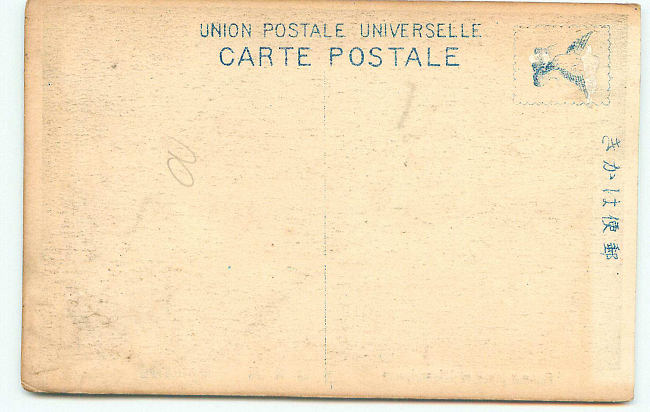 UNION POSTALE UNIVERSELLE
CARTE POSTALE
郵便はかき